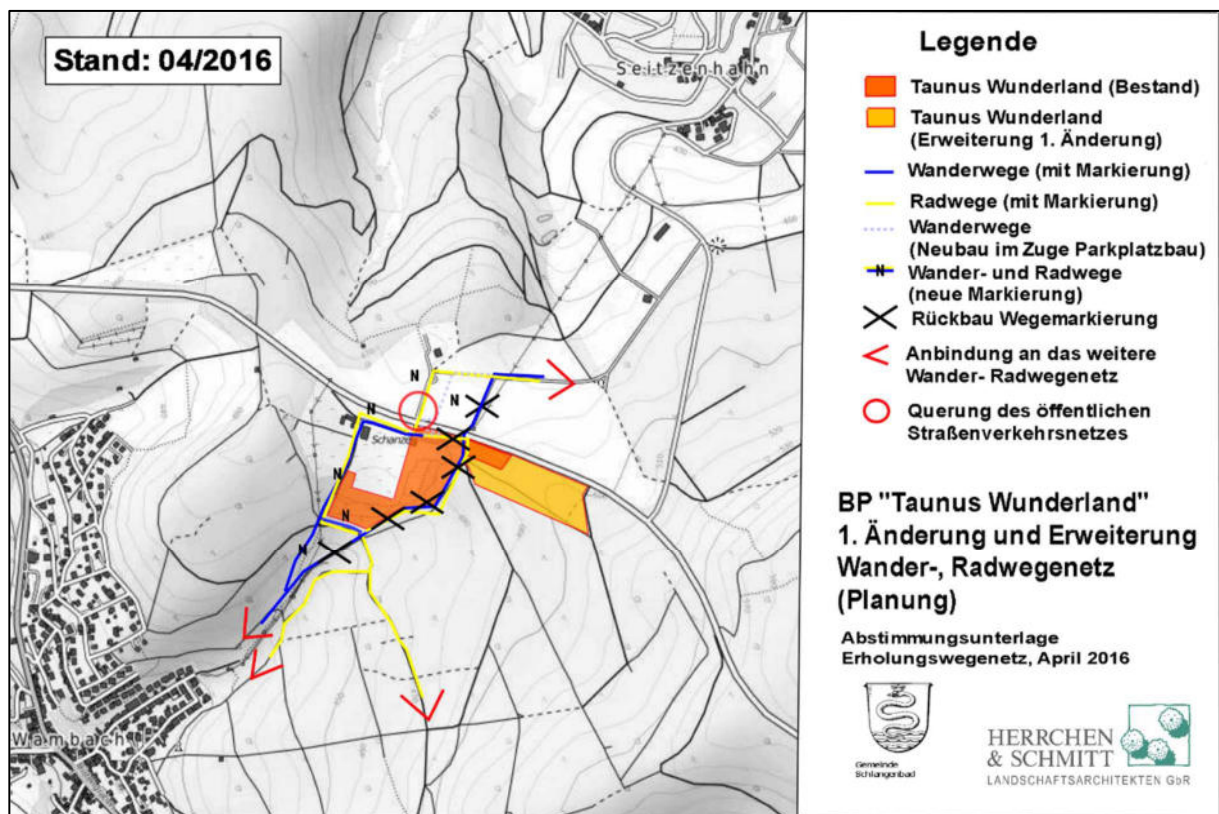 Stand: 04/2016
Seitzenhahn
Schanze
Wambach
N
N
N
N
N
N
Legende
Taunus Wunderland (Bestand)
Taunus Wunderland
(Erweiterung 1. Änderung)
Wanderwege (mit Markierung)
Radwege (mit Markierung)
Wanderwege
(Neubau im Zuge Parkplatzbau)
N
Wander- und Radwege
(neue Markierung)
Rückbau Wegemarkierung
Anbindung an das weitere
Wander- Radwegenetz
Querung des öffentlichen
Straßenverkehrsnetzes
BP "Taunus Wunderland"
1. Änderung und Erweiterung
Wander-, Radwegenetz
(Planung)
Abstimmungsunterlage
Erholungswegenetz, April 2016
Gemeinde
Schlangenbad
HERRCHEN
& SCHMITT
LANDSCHAFTSARCHITEKTEN GbR